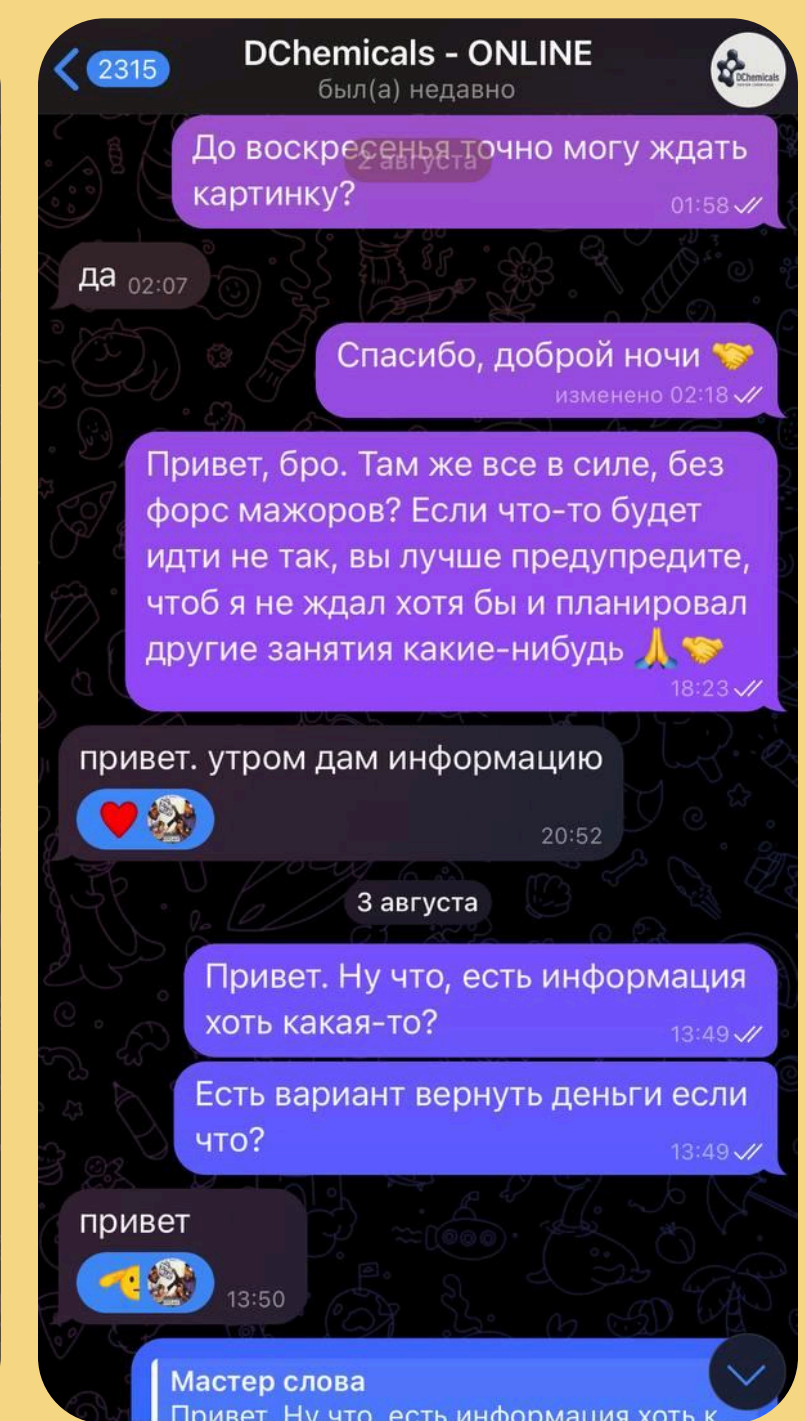 2315
DChemicals - ONLINE
был(а) недавно
DChemicals
До воскресенья точно могу ждать
2 августа
картинку?
01:58
да 02:07
Спасибо, доброй ночи 🤝
изменено 02:18
Привет, бро. Там же все в силе, без
форс мажоров? Если что-то будет
идти не так, вы лучше предупредите,
чтоб я не ждал хотя бы и планировал
другие занятия какие-нибудь 🙏🤝
18:23
привет. утром дам информацию
❤️
20:52
3 августа
Привет. Ну что, есть информация
хоть какая-то?
13:49
Есть вариант вернуть деньги если
что?
13:49
привет
13:50
Мастер слова
Привет. Ну что, есть информация хоть к